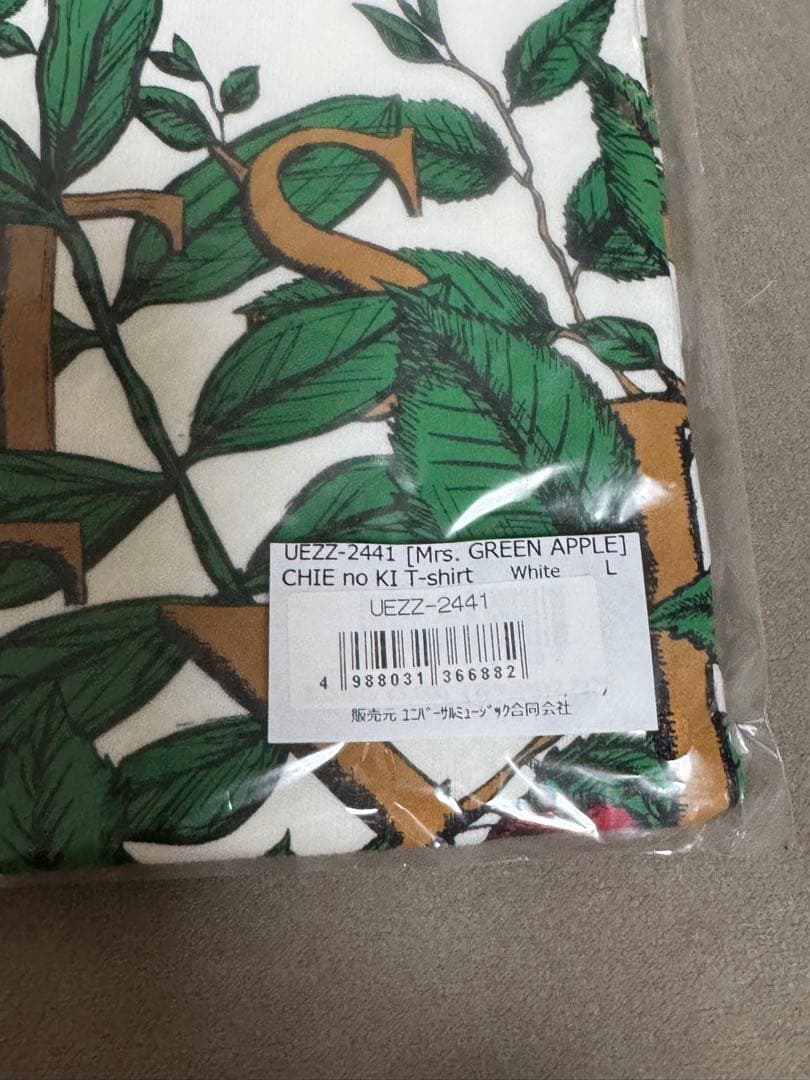 S
UEZZ-2441 [Mrs. GREEN APPLE]
CHIE no KI T-shirt White L
UEZZ-2441
4 988031 366882
販売元 ﾕﾆﾊﾞｰｻﾙﾐｭｰｼﾞｯｸ合同会社